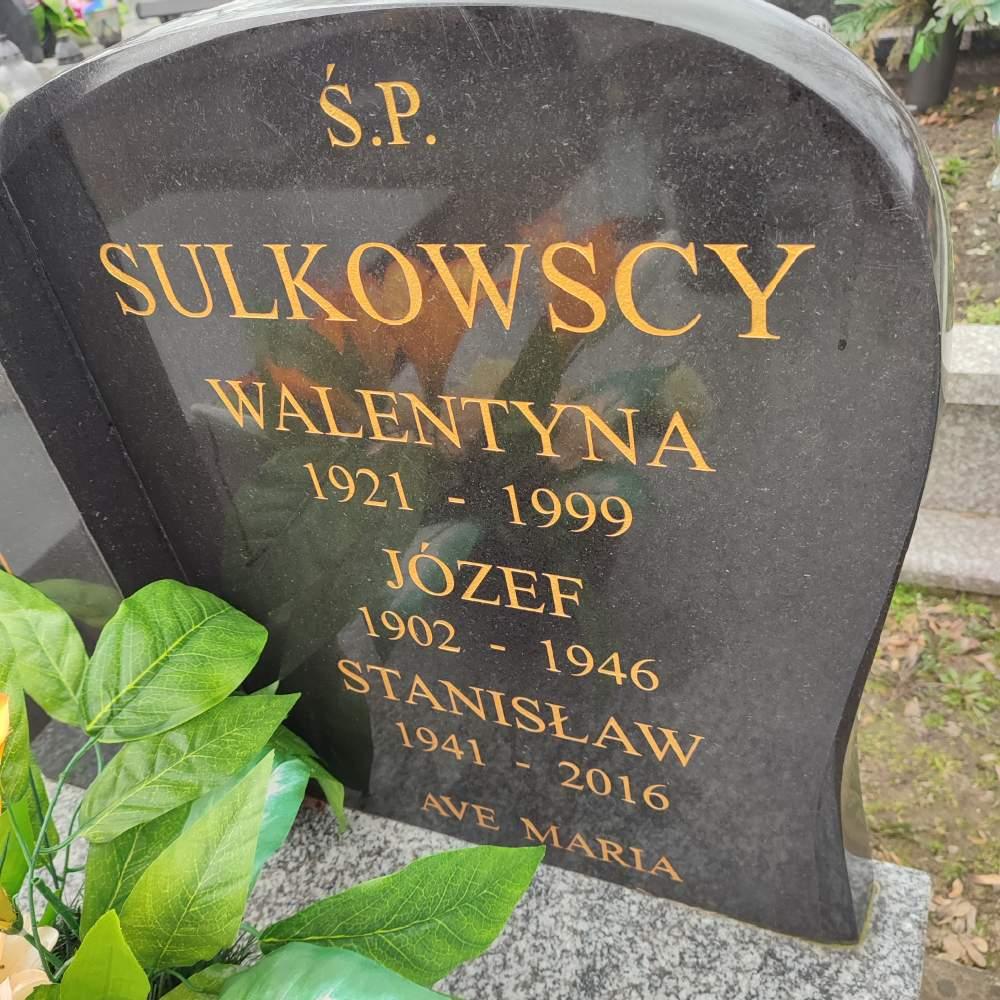 Ś.P.
SULKOWSCY
WALENTYNA
1921 - 1999
JÓZEF
1902 - 1946
STANISŁAW
1941 - 2016
AVE MARIA